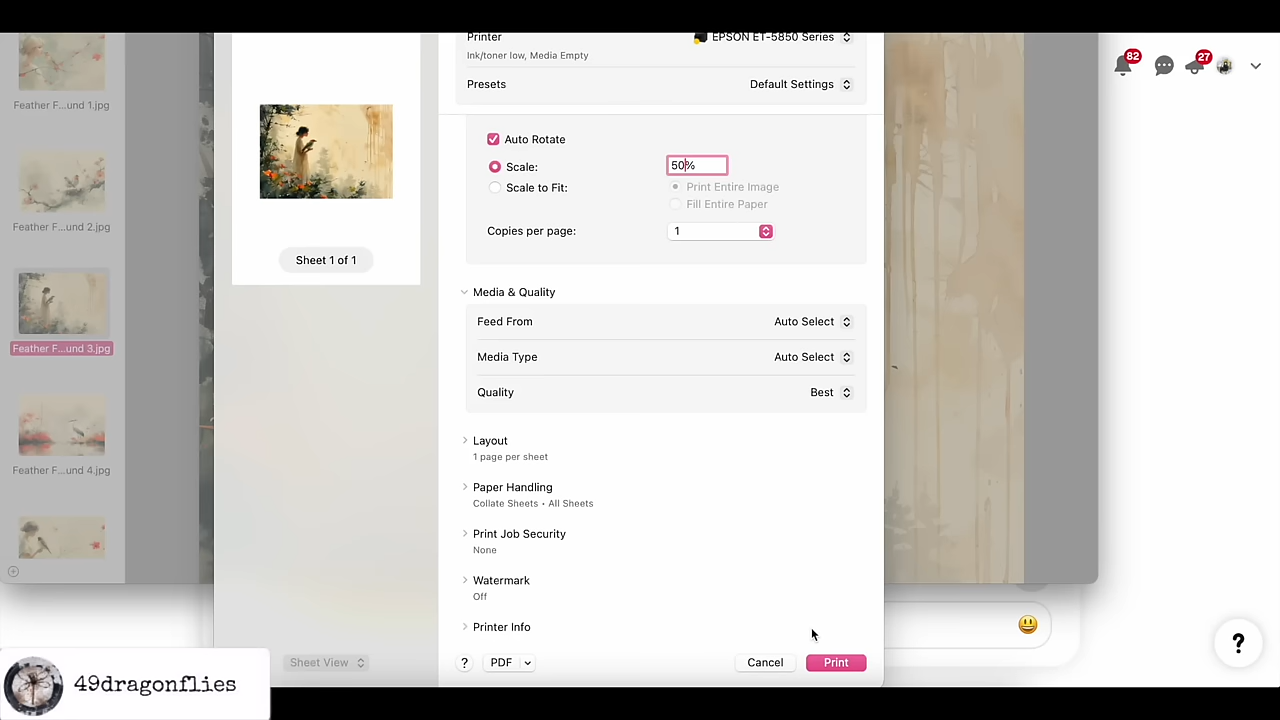 Printer
EPSON ET-5850 Series
Ink/toner low, Media Empty
Presets
Default Settings
Auto Rotate
Scale:
50%
Scale to Fit:
Print Entire Image
Fill Entire Paper
Copies per page:
1
Sheet 1 of 1
Media & Quality
Feed From
Auto Select
Media Type
Auto Select
Quality
Best
Layout
1 page per sheet
Paper Handling
Collate Sheets • All Sheets
Print Job Security
None
Watermark
Off
Printer Info
?
PDF
Cancel
Print
Sheet View
Feather F...und 1.jpg
Feather F...und 2.jpg
Feather F...und 3.jpg
Feather F...und 4.jpg
82
27
?
49dragonflies